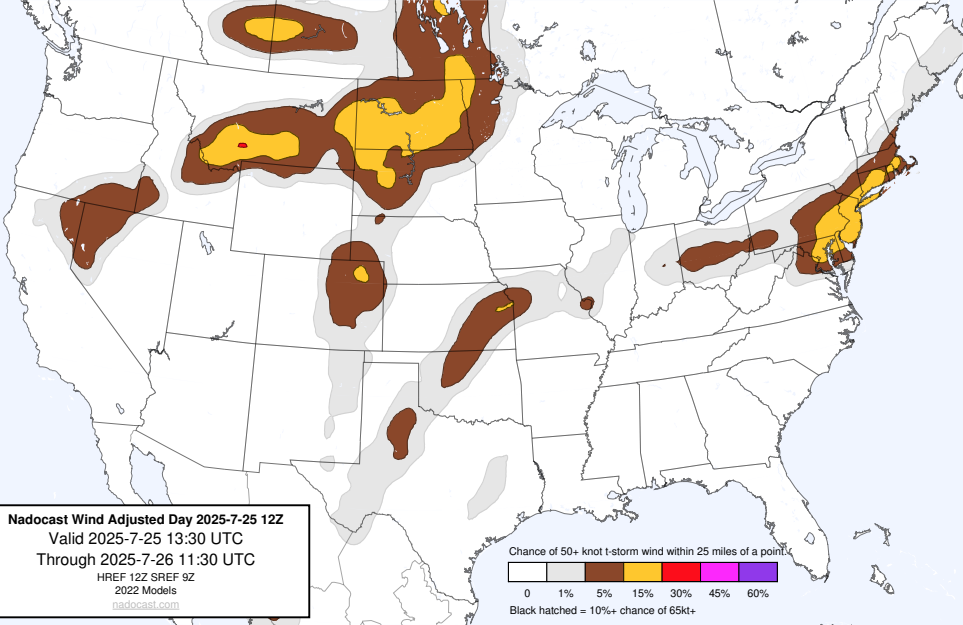 Nadocast Wind Adjusted Day 2025-7-25 12Z
Valid 2025-7-25 13:30 UTC
Through 2025-7-26 11:30 UTC
HREF 12Z SREF 9Z
2022 Models
nadocast.com
Chance of 50+ knot t-storm wind within 25 miles of a point.
0 1% 5% 15% 30% 45% 60%
Black hatched = 10%+ chance of 65kt+